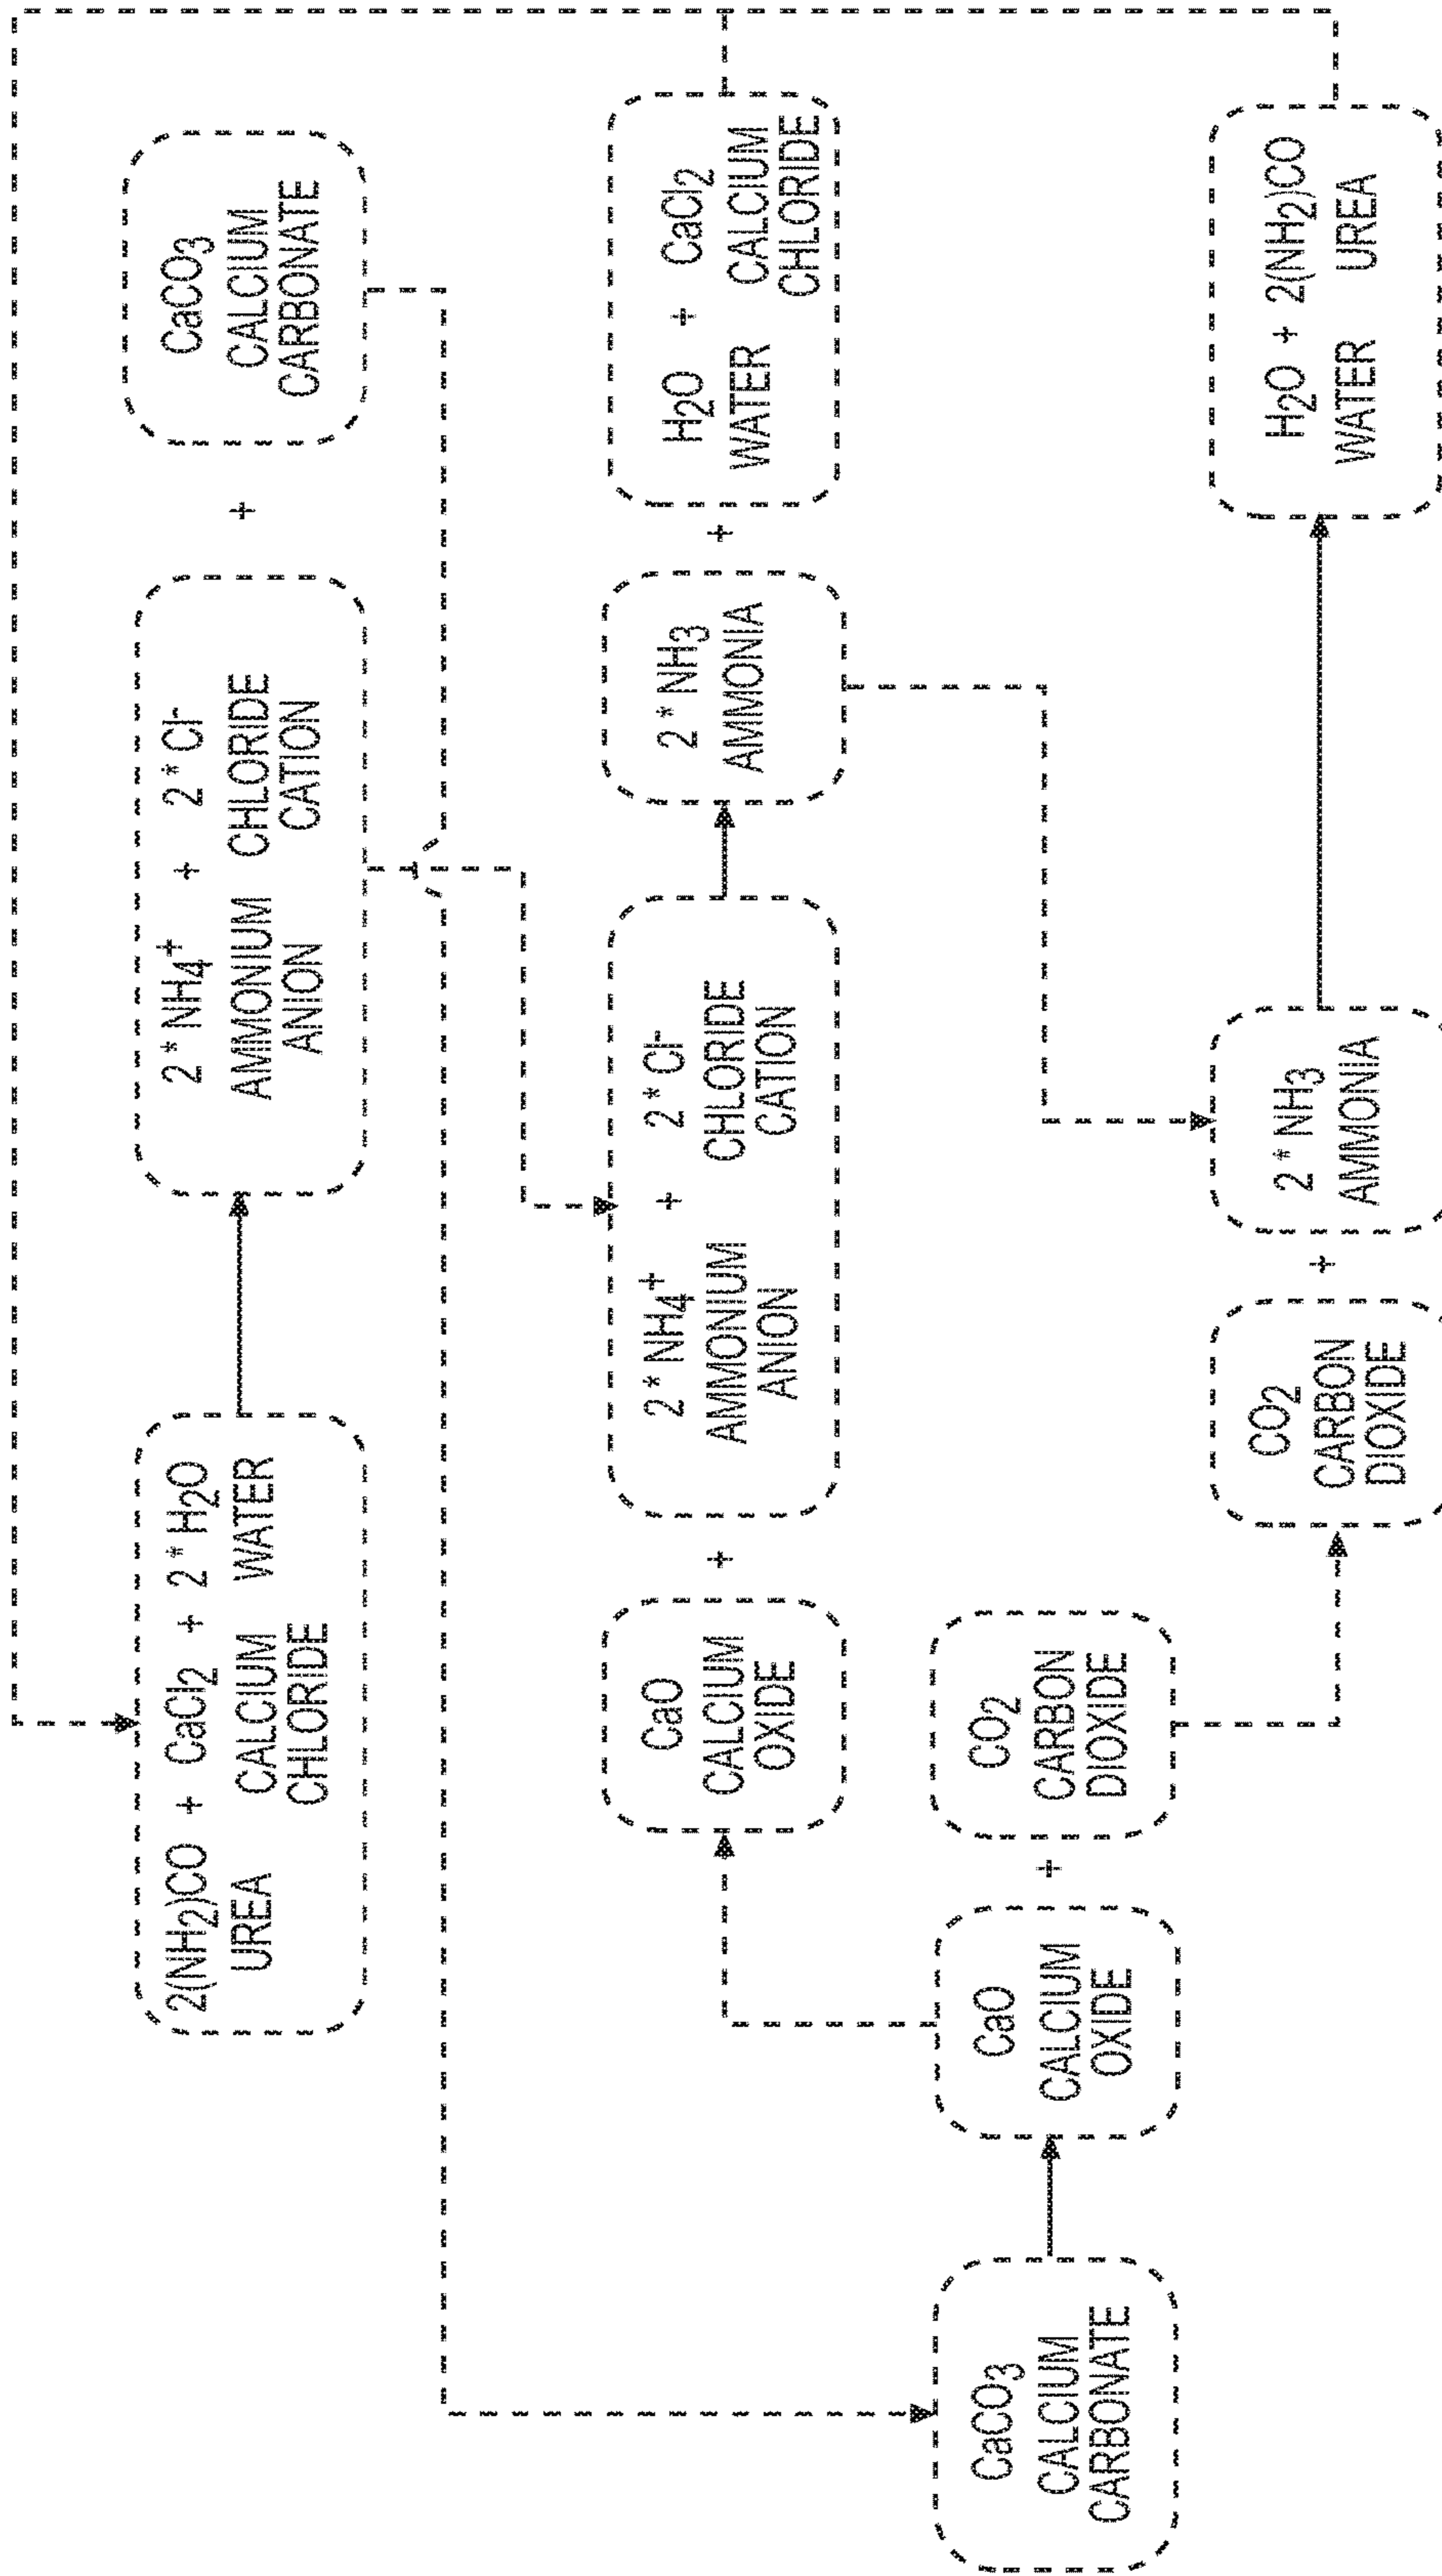 2(NH2)CO + CaCl2 + 2*H2O
UREA CALCIUM WATER
CHLORIDE
2*NH4+ + 2*Cl-
AMMONIUM CHLORIDE
ANION CATION
+
CaCO3
CALCIUM
CARBONATE
CaO
CALCIUM
OXIDE
+
2*NH4+ + 2*Cl-
AMMONIUM CHLORIDE
ANION CATION
2*NH3
AMMONIA
+
H2O + CaCl2
WATER CALCIUM
CHLORIDE
CaCO3
CALCIUM
CARBONATE
CaO
CALCIUM
OXIDE
+
CO2
CARBON
DIOXIDE
CO2
CARBON
DIOXIDE
+
2*NH3
AMMONIA
H2O + 2(NH2)CO
WATER UREA